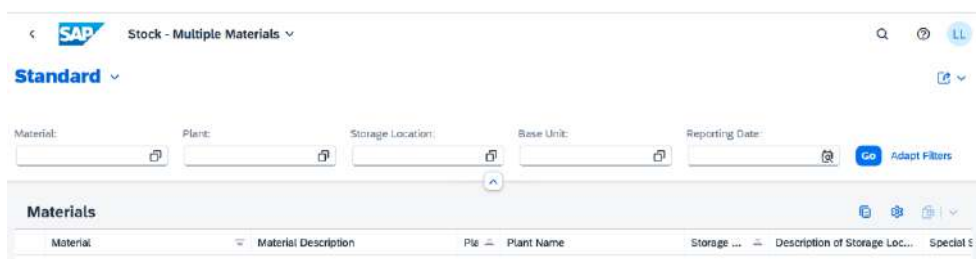 SAP Stock - Multiple Materials LL
Standard
Material: Plant: Storage Location: Base Unit: Reporting Date:
Go Adapt Filters
Materials
Material Material Description Pla Plant Name Storage ... Description of Storage Loc... Special S